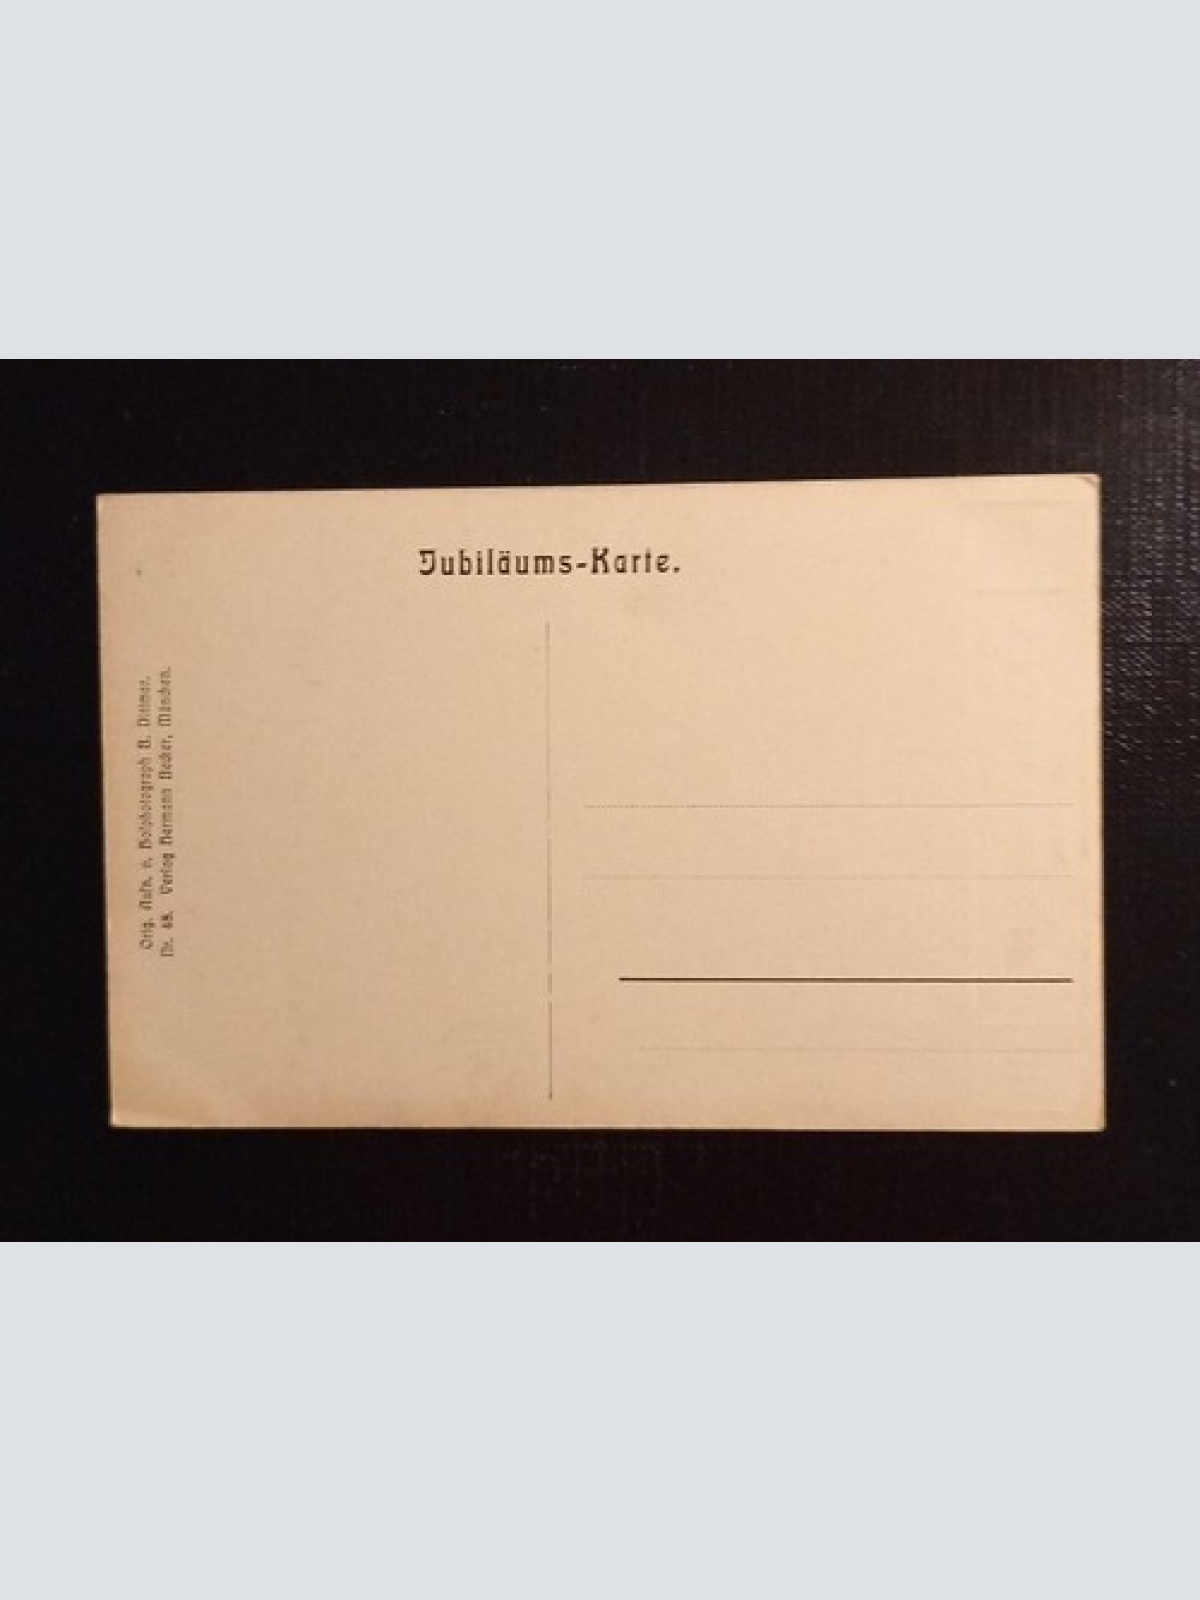 Jubiläums-Karte.
Orig. Aufn. v. Hofphotograph H. Dittmar.
Nr. 48. Verlag Hermann Becker, München.